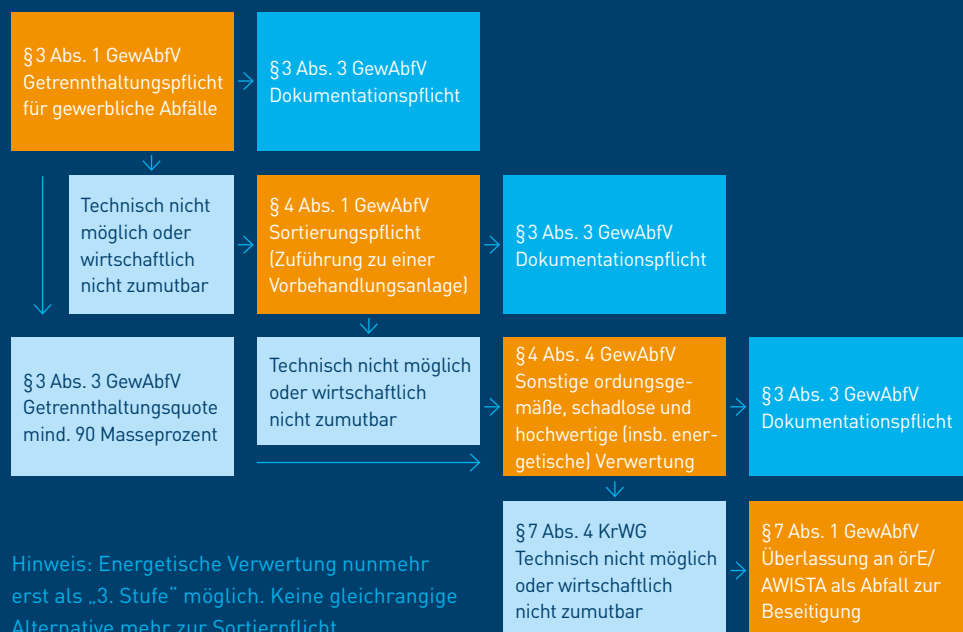 § 3 Abs. 1 GewAbfV
Getrennthaltungspflicht
für gewerbliche Abfälle
§ 3 Abs. 3 GewAbfV
Dokumentationspflicht
Technisch nicht
möglich oder
wirtschaftlich
nicht zumutbar
§ 4 Abs. 1 GewAbfV
Sortierungspflicht
(Zuführung zu einer
Vorbehandlungsanlage)
§ 3 Abs. 3 GewAbfV
Dokumentationspflicht
§ 3 Abs. 3 GewAbfV
Getrennthaltungsquote
mind. 90 Masseprozent
Technisch nicht möglich
oder wirtschaftlich
nicht zumutbar
§ 4 Abs. 4 GewAbfV
Sonstige ordungsge-
mäße, schadlose und
hochwertige (insb. ener-
getische) Verwertung
§ 3 Abs. 3 GewAbfV
Dokumentationspflicht
§ 7 Abs. 4 KrWG
Technisch nicht möglich
oder wirtschaftlich
nicht zumutbar
§ 7 Abs. 1 GewAbfV
Überlassung an örE/
AWISTA als Abfall zur
Beseitigung
Hinweis: Energetische Verwertung nunmehr
erst als „3. Stufe“ möglich. Keine gleichrangige
Alternative mehr zur Sortierpflicht